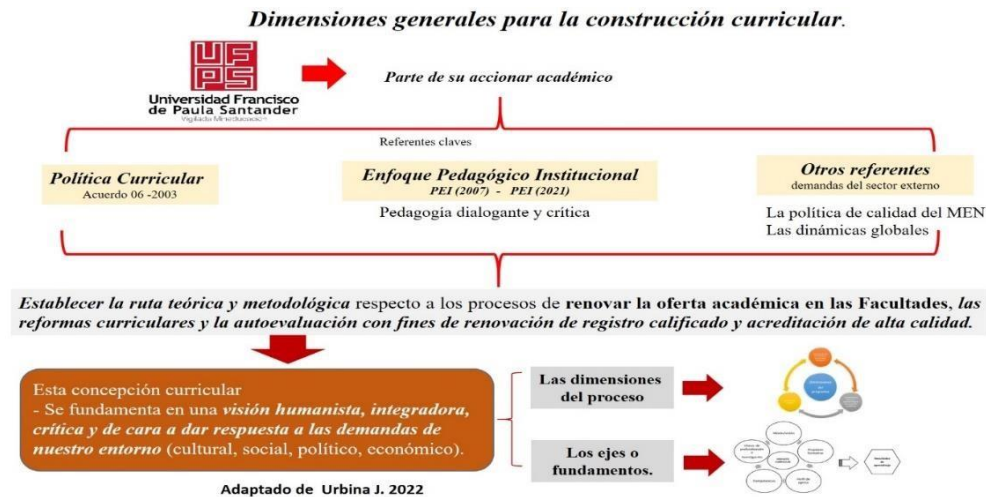 Dimensiones generales para la construcción curricular.
UFPS
Universidad Francisco
de Paula Santander
Vigilada Mineducación
Parte de su accionar académico
Referentes claves
Política Curricular
Acuerdo 06 -2003
Enfoque Pedagógico Institucional
PEI (2007) - PEI (2021)
Pedagogía dialogante y crítica
Otros referentes
demandas del sector externo
La política de calidad del MEN
Las dinámicas globales
Establecer la ruta teórica y metodológica respecto a los procesos de renovar la oferta académica en las Facultades, las
reformas curriculares y la autoevaluación con fines de renovación de registro calificado y acreditación de alta calidad.
Esta concepción curricular
- Se fundamenta en una visión humanista, integradora,
crítica y de cara a dar respuesta a las demandas de
nuestro entorno (cultural, social, político, económico).
Las dimensiones
del proceso
Los ejes o
fundamentos.
Adaptado de Urbina J. 2022